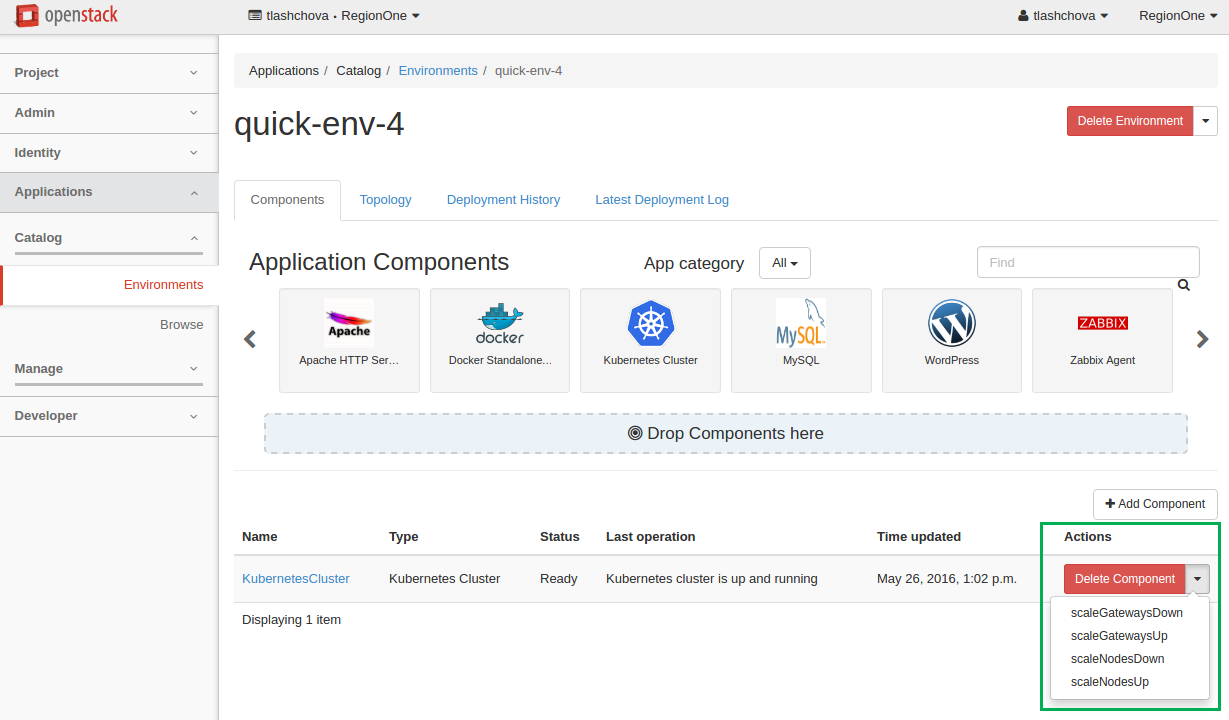 openstack
tlashchova • RegionOne
tlashchova
RegionOne
Project
Admin
Identity
Applications
Catalog
Environments
Browse
Manage
Developer
Applications / Catalog / Environments / quick-env-4
quick-env-4
Delete Environment
Components
Topology
Deployment History
Latest Deployment Log
Application Components
App category
All
Find
Apache
Apache HTTP Ser…
docker
Docker Standalone...
Kubernetes Cluster
MySQL
MySQL
WordPress
ZABBIX
Zabbix Agent
Drop Components here
Add Component
Name Type Status Last operation Time updated Actions
KubernetesCluster Kubernetes Cluster Ready Kubernetes cluster is up and running May 26, 2016, 1:02 p.m. Delete Component
Displaying 1 item
scaleGatewaysDown
scaleGatewaysUp
scaleNodesDown
scaleNodesUp